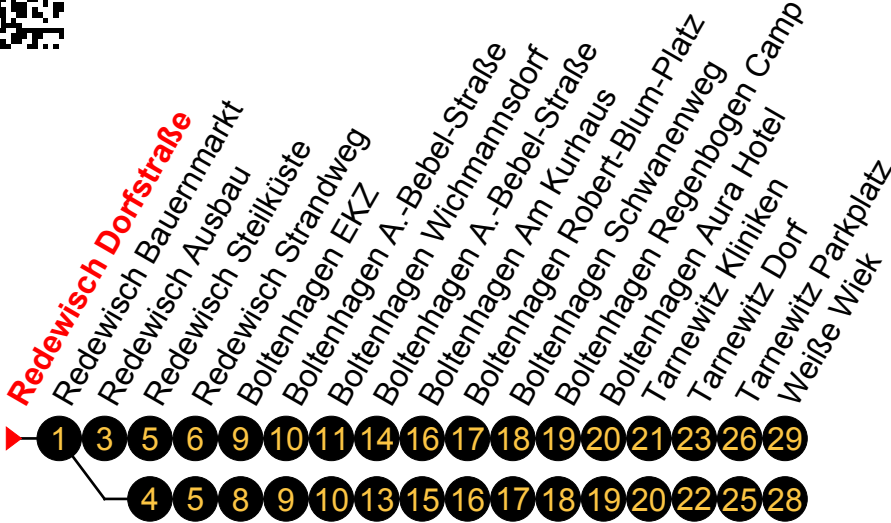 Redewisch Dorfstraße
Redewisch Bauernmarkt
Redewisch Ausbau
Redewisch Steilküste
Redewisch Strandweg
Boltenhagen EKZ
Boltenhagen A.-Bebel-Straße
Boltenhagen Wichmannsdorf
Boltenhagen A.-Bebel-Straße
Boltenhagen Am Kurhaus
Boltenhagen Robert-Blum-Platz
Boltenhagen Schwanenweg
Boltenhagen Regenbogen Camp
Boltenhagen Aura Hotel
Tarnewitz Kliniken
Tarnewitz Dorf
Tarnewitz Parkplatz
Weiße Wiek
1 3 5 6 9 10 11 14 16 17 18 19 20 21 23 26 29
4 5 8 9 10 13 15 16 17 18 19 20 22 25 28